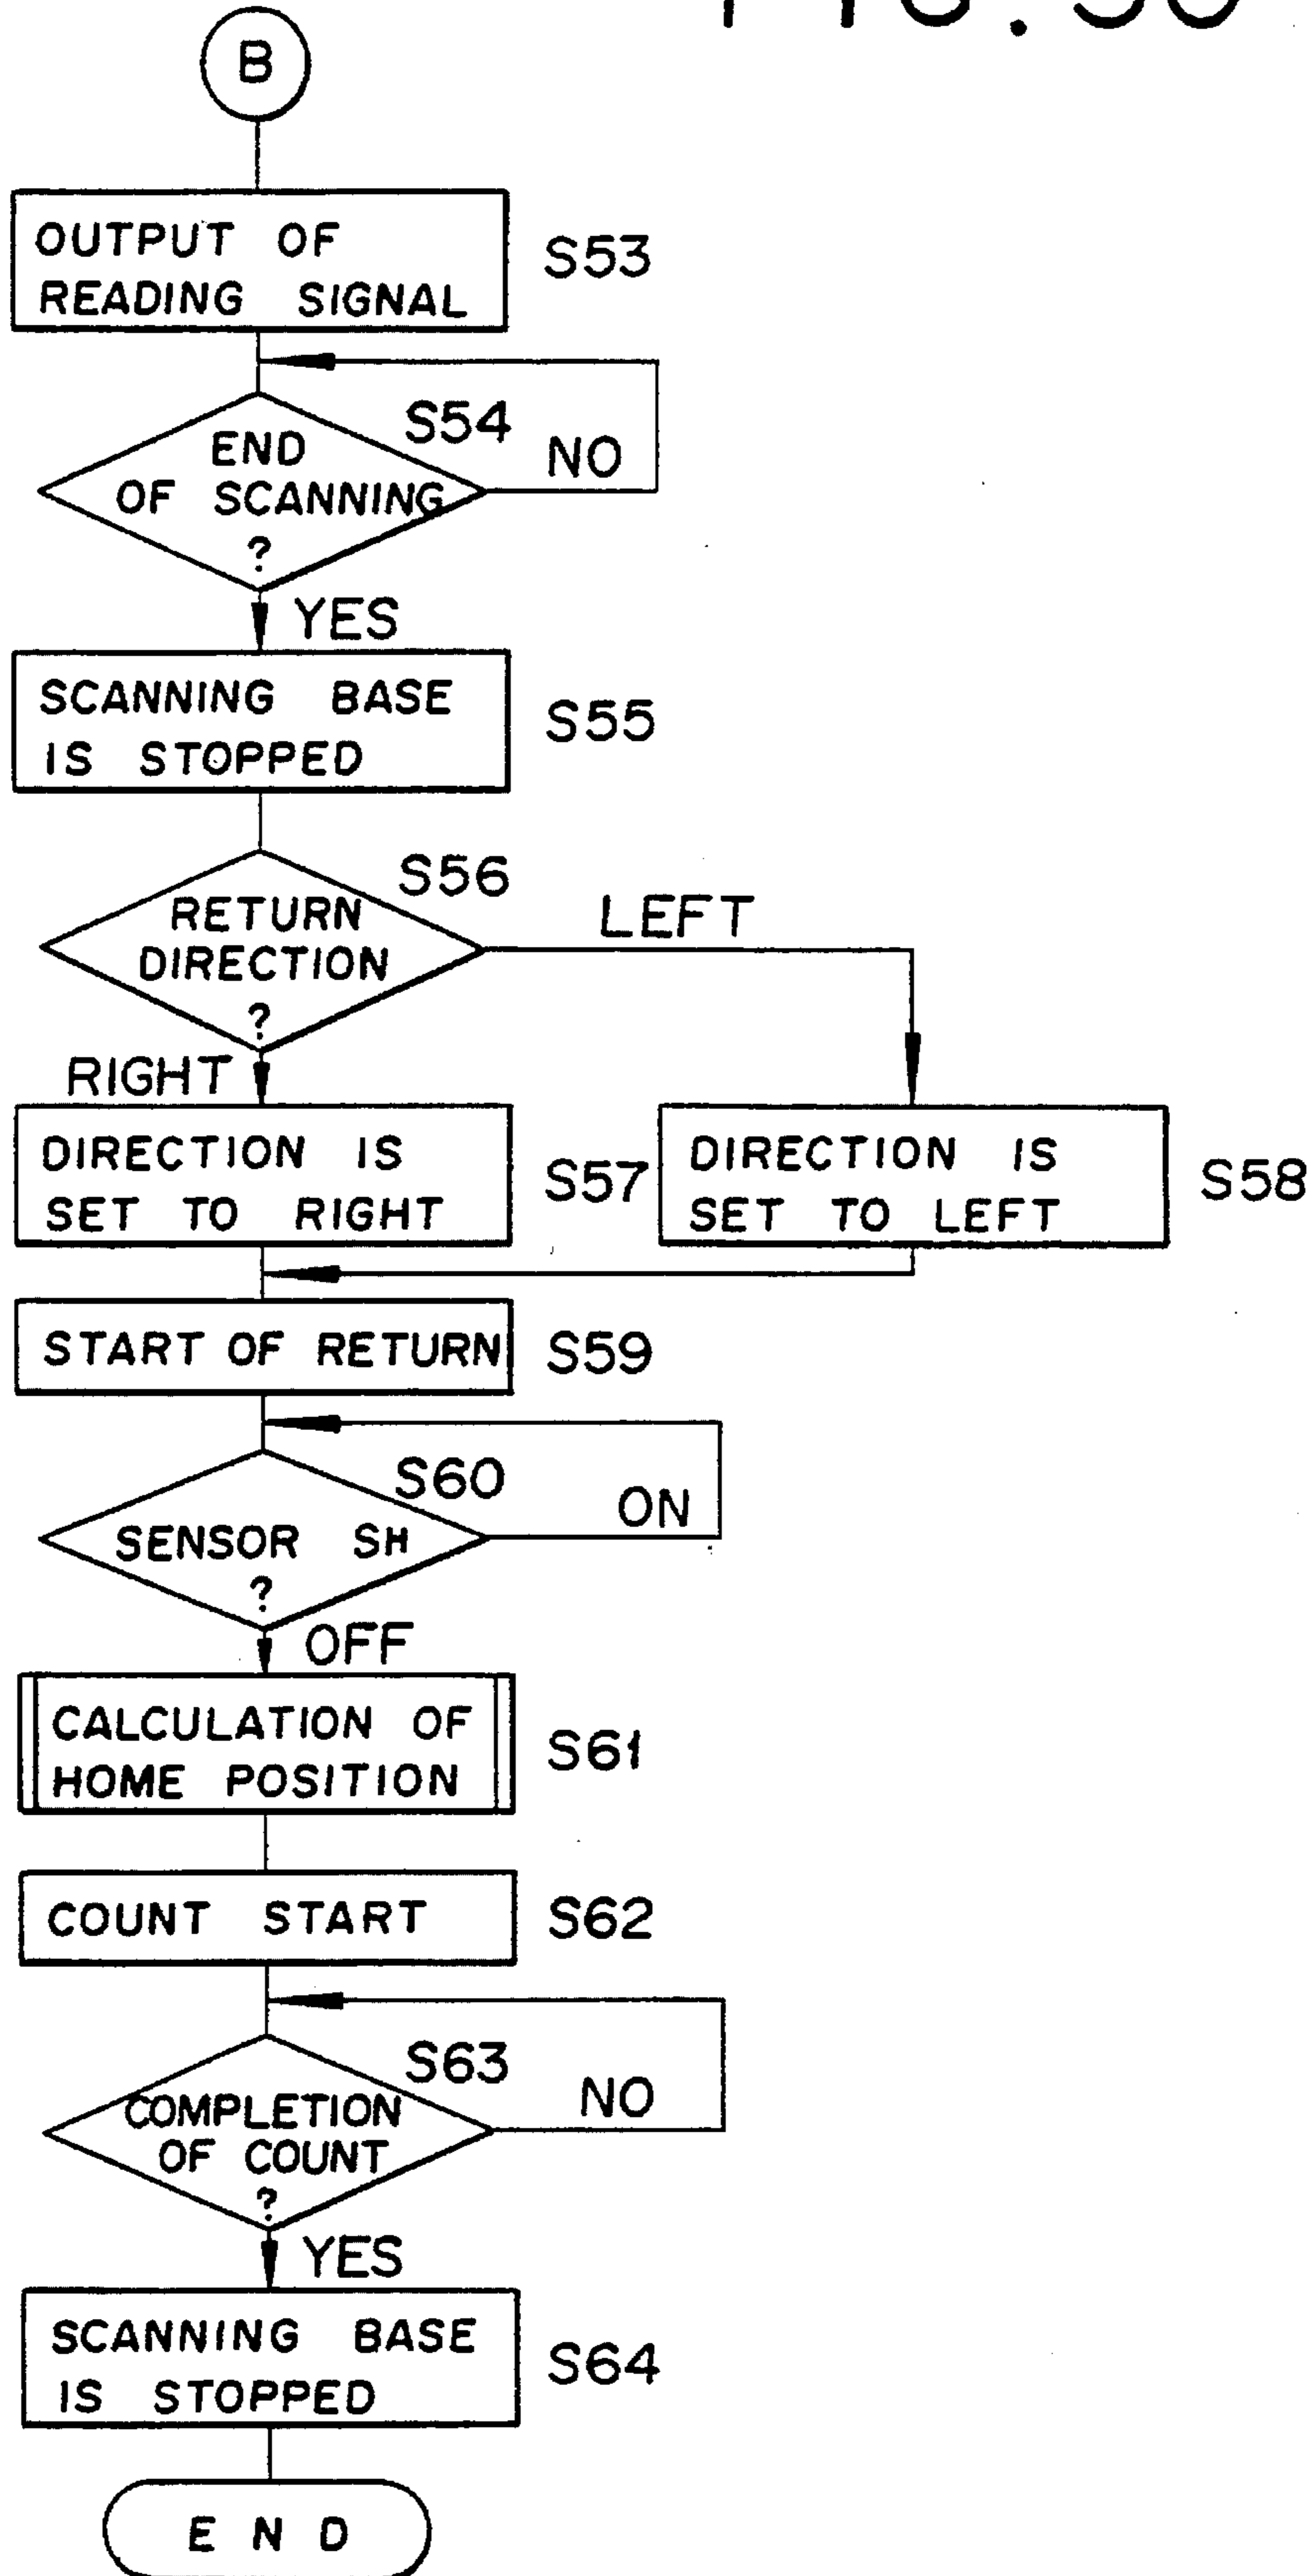 B
OUTPUT OF
READING SIGNAL
S53
S54
END
OF SCANNING
?
NO
YES
SCANNING BASE
IS STOPPED
S55
S56
RETURN
DIRECTION
?
LEFT
RIGHT
DIRECTION IS
SET TO RIGHT
S57
DIRECTION IS
SET TO LEFT
S58
START OF RETURN
S59
S60
SENSOR SH
?
ON
OFF
CALCULATION OF
HOME POSITION
S61
COUNT START
S62
S63
COMPLETION
OF COUNT
?
NO
YES
SCANNING BASE
IS STOPPED
S64
END